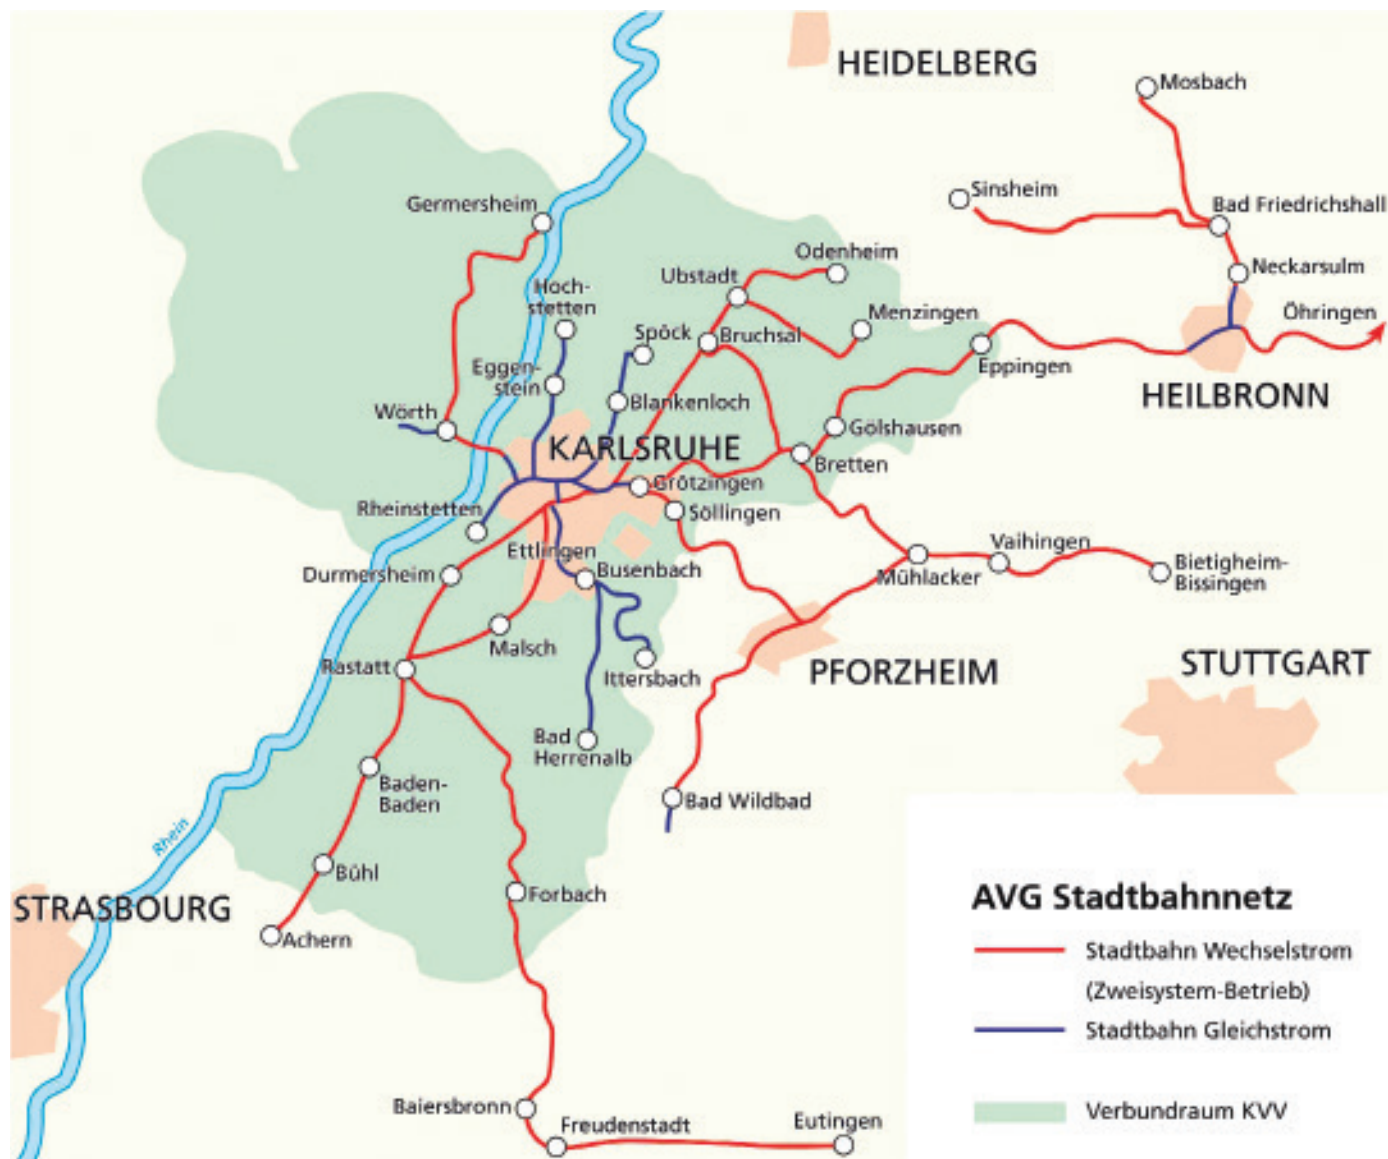 HEIDELBERG
Mosbach
Sinsheim
Germersheim
Bad Friedrichshall
Odenheim
Neckarsulm
Ubstadt
Hoch-
stetten
Menzingen
Öhringen
Spöck
Bruchsal
Eggen-
stein
Eppingen
HEILBRONN
Blankenloch
Wörth
Gölshausen
KARLSRUHE
Bretten
Grötzingen
Rheinstetten
Söllingen
Ettlingen
Vaihingen
Durmersheim
Busenbach
Mühlacker
Bietigheim-
Bissingen
Malsch
Rastatt
Ittersbach
PFORZHEIM
STUTTGART
Bad
Herrenalb
Baden-
Baden
Bad Wildbad
Rhein
Bühl
Forbach
STRASBOURG
Achern
AVG Stadtbahnnetz
Stadtbahn Wechselstrom
(Zweisystem-Betrieb)
Stadtbahn Gleichstrom
Verbundraum KVV
Baiersbronn
Freudenstadt
Eutingen